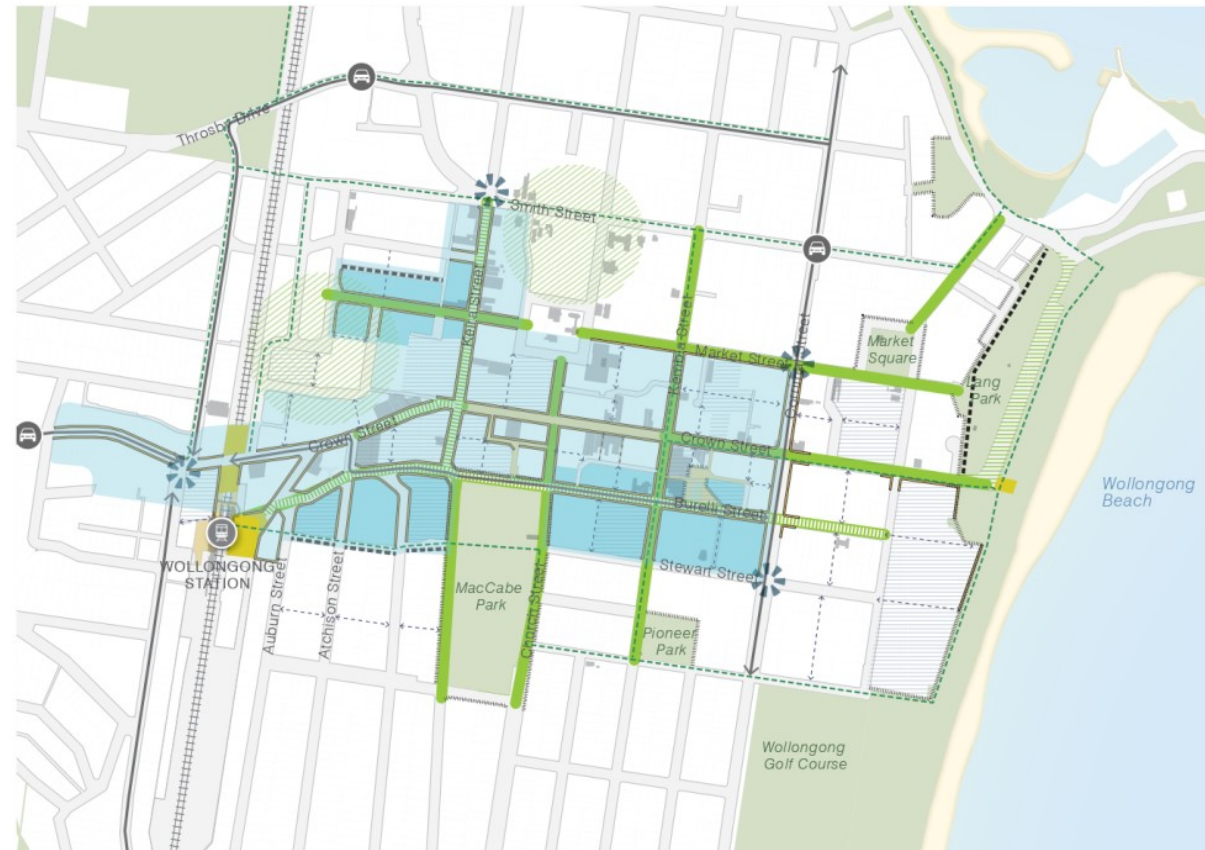 Throsby Drive
Smith Street
Keira Street
Kembla Street
Market Street
Corrimal Street
Market
Square
Lang
Park
Crown Street
Crown Street
Burelli Street
Wollongong
Beach
WOLLONGONG
STATION
Stewart Street
Auburn Street
Atchison Street
MacCabe
Park
Church Street
Pioneer
Park
Wollongong
Golf Course